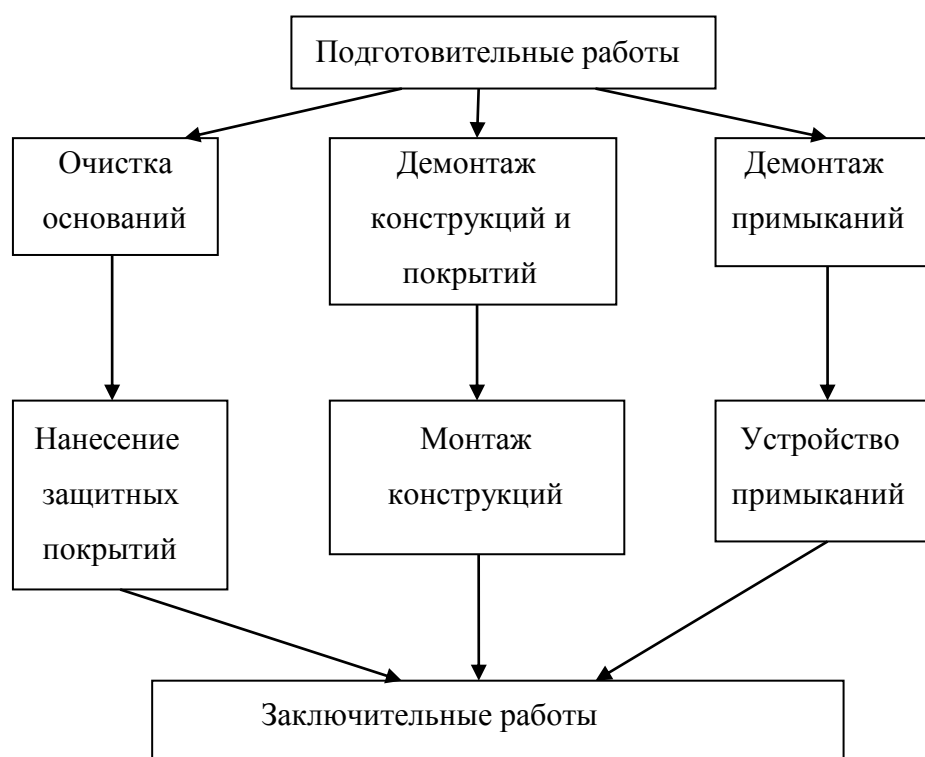 Подготовительные работы
Очистка
оснований
Демонтаж
конструкций и
покрытий
Демонтаж
примыканий
Нанесение
защитных
покрытий
Монтаж
конструкций
Устройство
примыканий
Заключительные работы